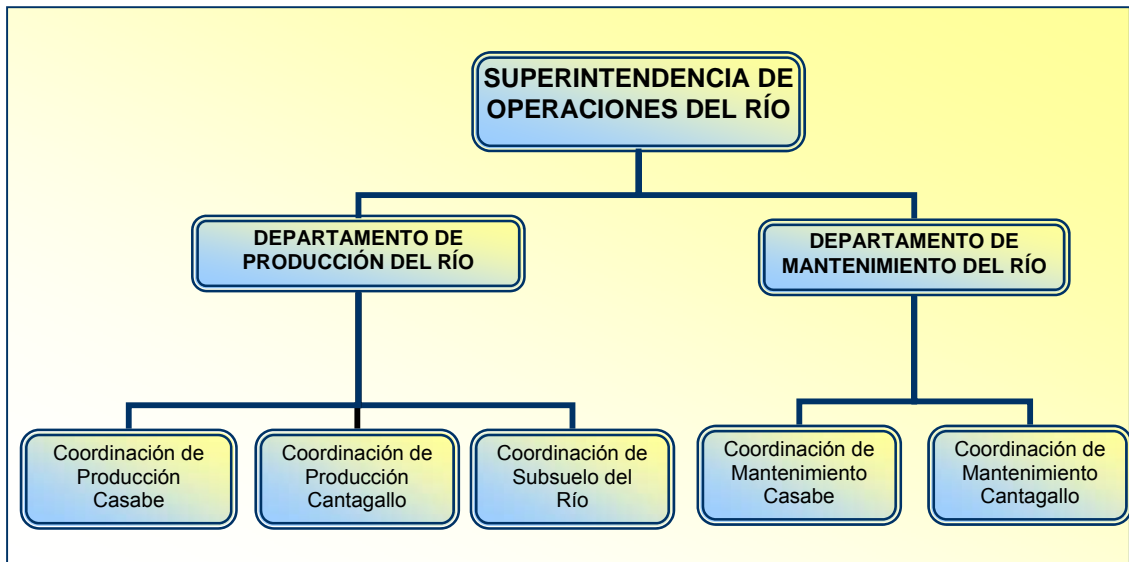 SUPERINTENDENCIA DE
OPERACIONES DEL RÍO
DEPARTAMENTO DE
PRODUCCIÓN DEL RÍO
DEPARTAMENTO DE
MANTENIMIENTO DEL RÍO
Coordinación de
Producción
Casabe
Coordinación de
Producción
Cantagallo
Coordinación de
Subsuelo del
Río
Coordinación de
Mantenimiento
Casabe
Coordinación de
Mantenimiento
Cantagallo